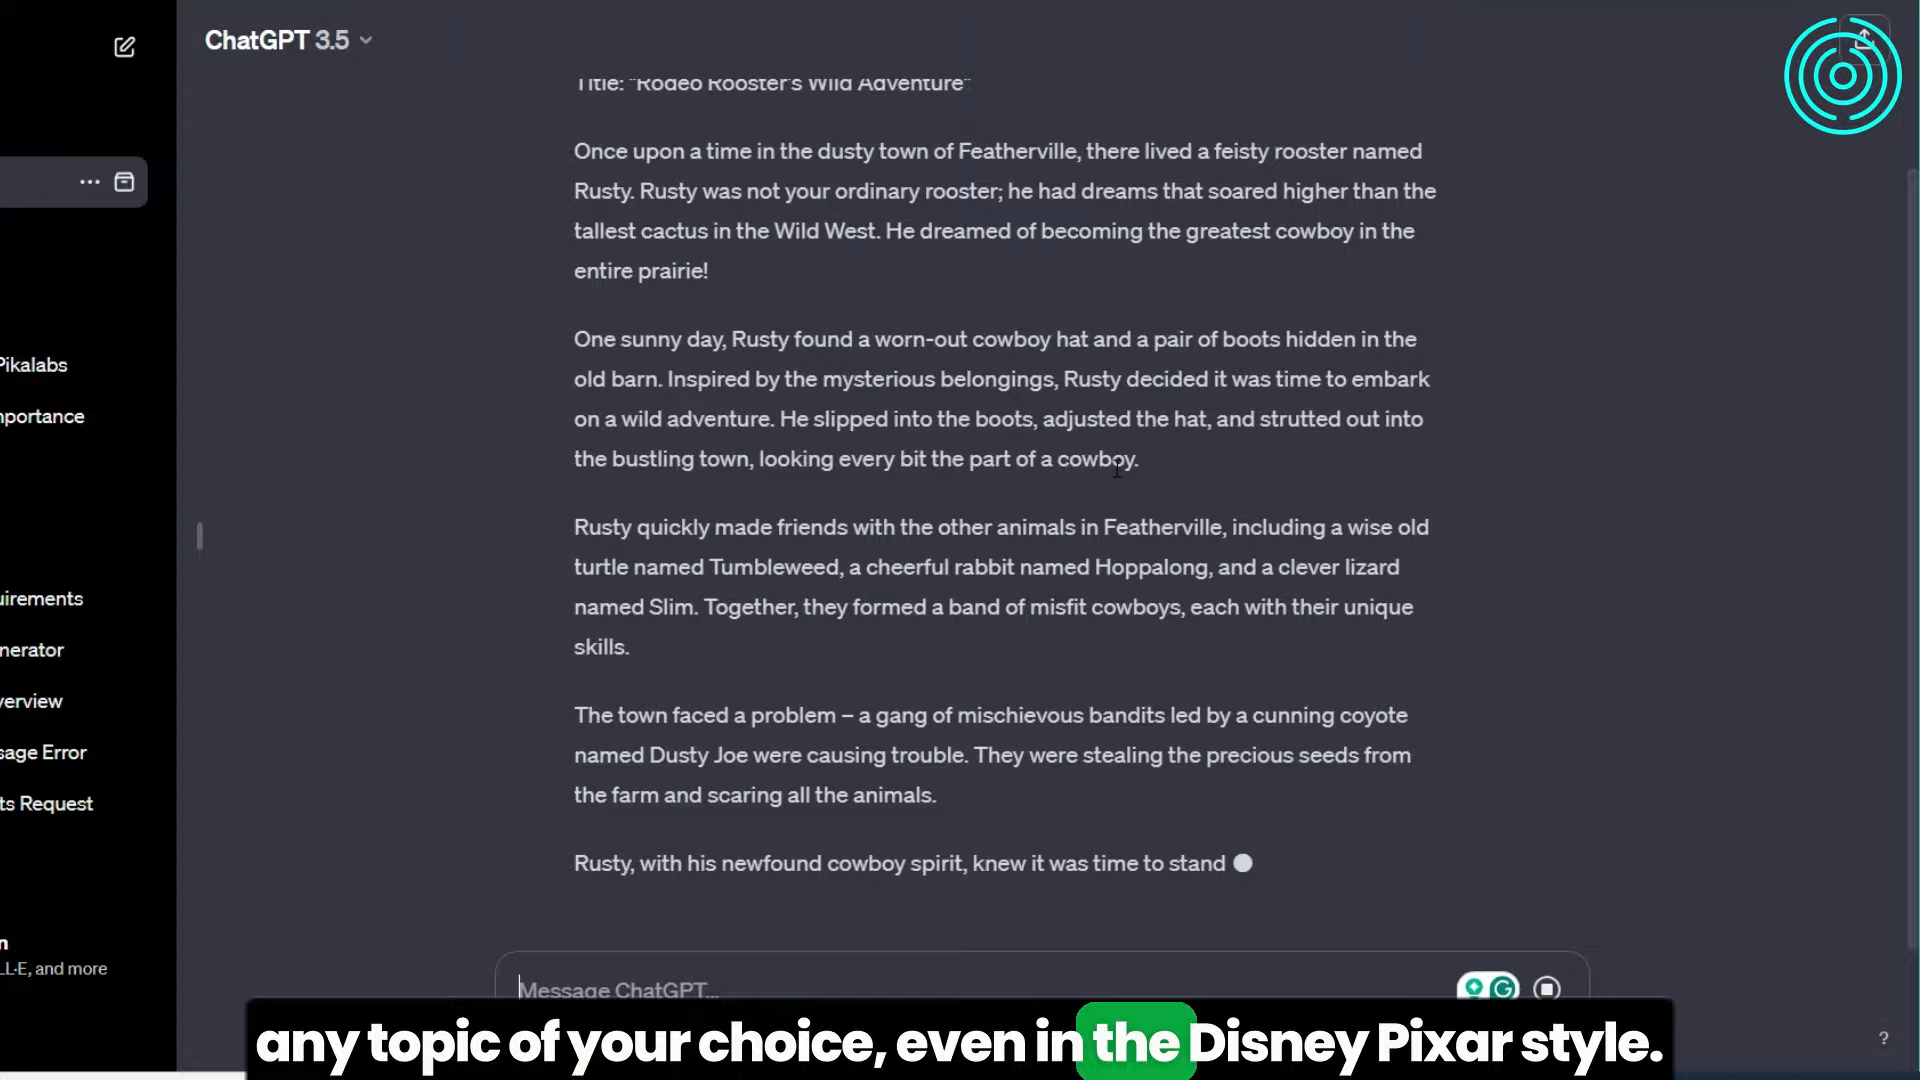 ChatGPT 3.5
Title: "Rodeo Rooster's Wild Adventure"
Once upon a time in the dusty town of Featherville, there lived a feisty rooster named
Rusty. Rusty was not your ordinary rooster; he had dreams that soared higher than the
tallest cactus in the Wild West. He dreamed of becoming the greatest cowboy in the
entire prairie!
One sunny day, Rusty found a worn-out cowboy hat and a pair of boots hidden in the
old barn. Inspired by the mysterious belongings, Rusty decided it was time to embark
on a wild adventure. He slipped into the boots, adjusted the hat, and strutted out into
the bustling town, looking every bit the part of a cowboy.
Rusty quickly made friends with the other animals in Featherville, including a wise old
turtle named Tumbleweed, a cheerful rabbit named Hoppalong, and a clever lizard
named Slim. Together, they formed a band of misfit cowboys, each with their unique
skills.
The town faced a problem – a gang of mischievous bandits led by a cunning coyote
named Dusty Joe were causing trouble. They were stealing the precious seeds from
the farm and scaring all the animals.
Rusty, with his newfound cowboy spirit, knew it was time to stand
Pikalabs
mportance
uirements
nerator
verview
sage Error
ts Request
n
LL·E, and more
Message ChatGPT...
?
any topic of your choice, even in the Disney Pixar style.